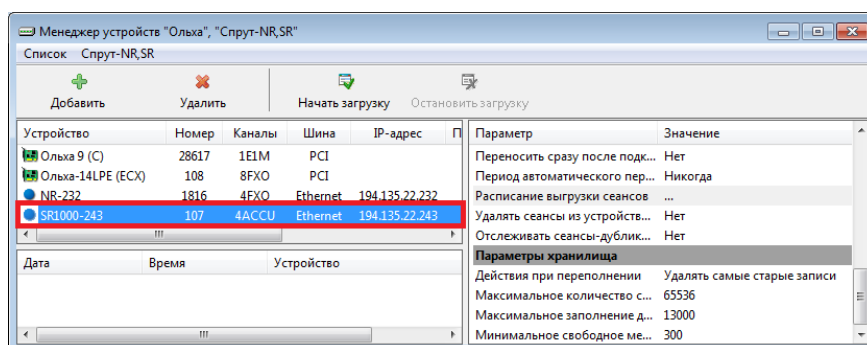 Менеджер устройств "Ольха", "Спрут-NR,SR"
Список Спрут-NR,SR
Добавить Удалить Начать загрузку Остановить загрузку
Устройство Номер Каналы Шина IP-адрес П
Ольха 9 (C) 28617 1E1M PCI
Ольха-14LPE (ECX) 108 8FXO PCI
NR-232 1816 4FXO Ethernet 194.135.22.232
SR1000-243 107 4ACCU Ethernet 194.135.22.243
Дата Время Устройство
Параметр Значение
Переносить сразу после подк... Нет
Период автоматического пер... Никогда
Расписание выгрузки сеансов ...
Удалять сеансы из устройств... Нет
Отслеживать сеансы-дублик... Нет
Параметры хранилища
Действия при переполнении Удалять самые старые записи
Максимальное количество с... 65536
Максимальное заполнение д... 13000
Минимальное свободное ме... 300